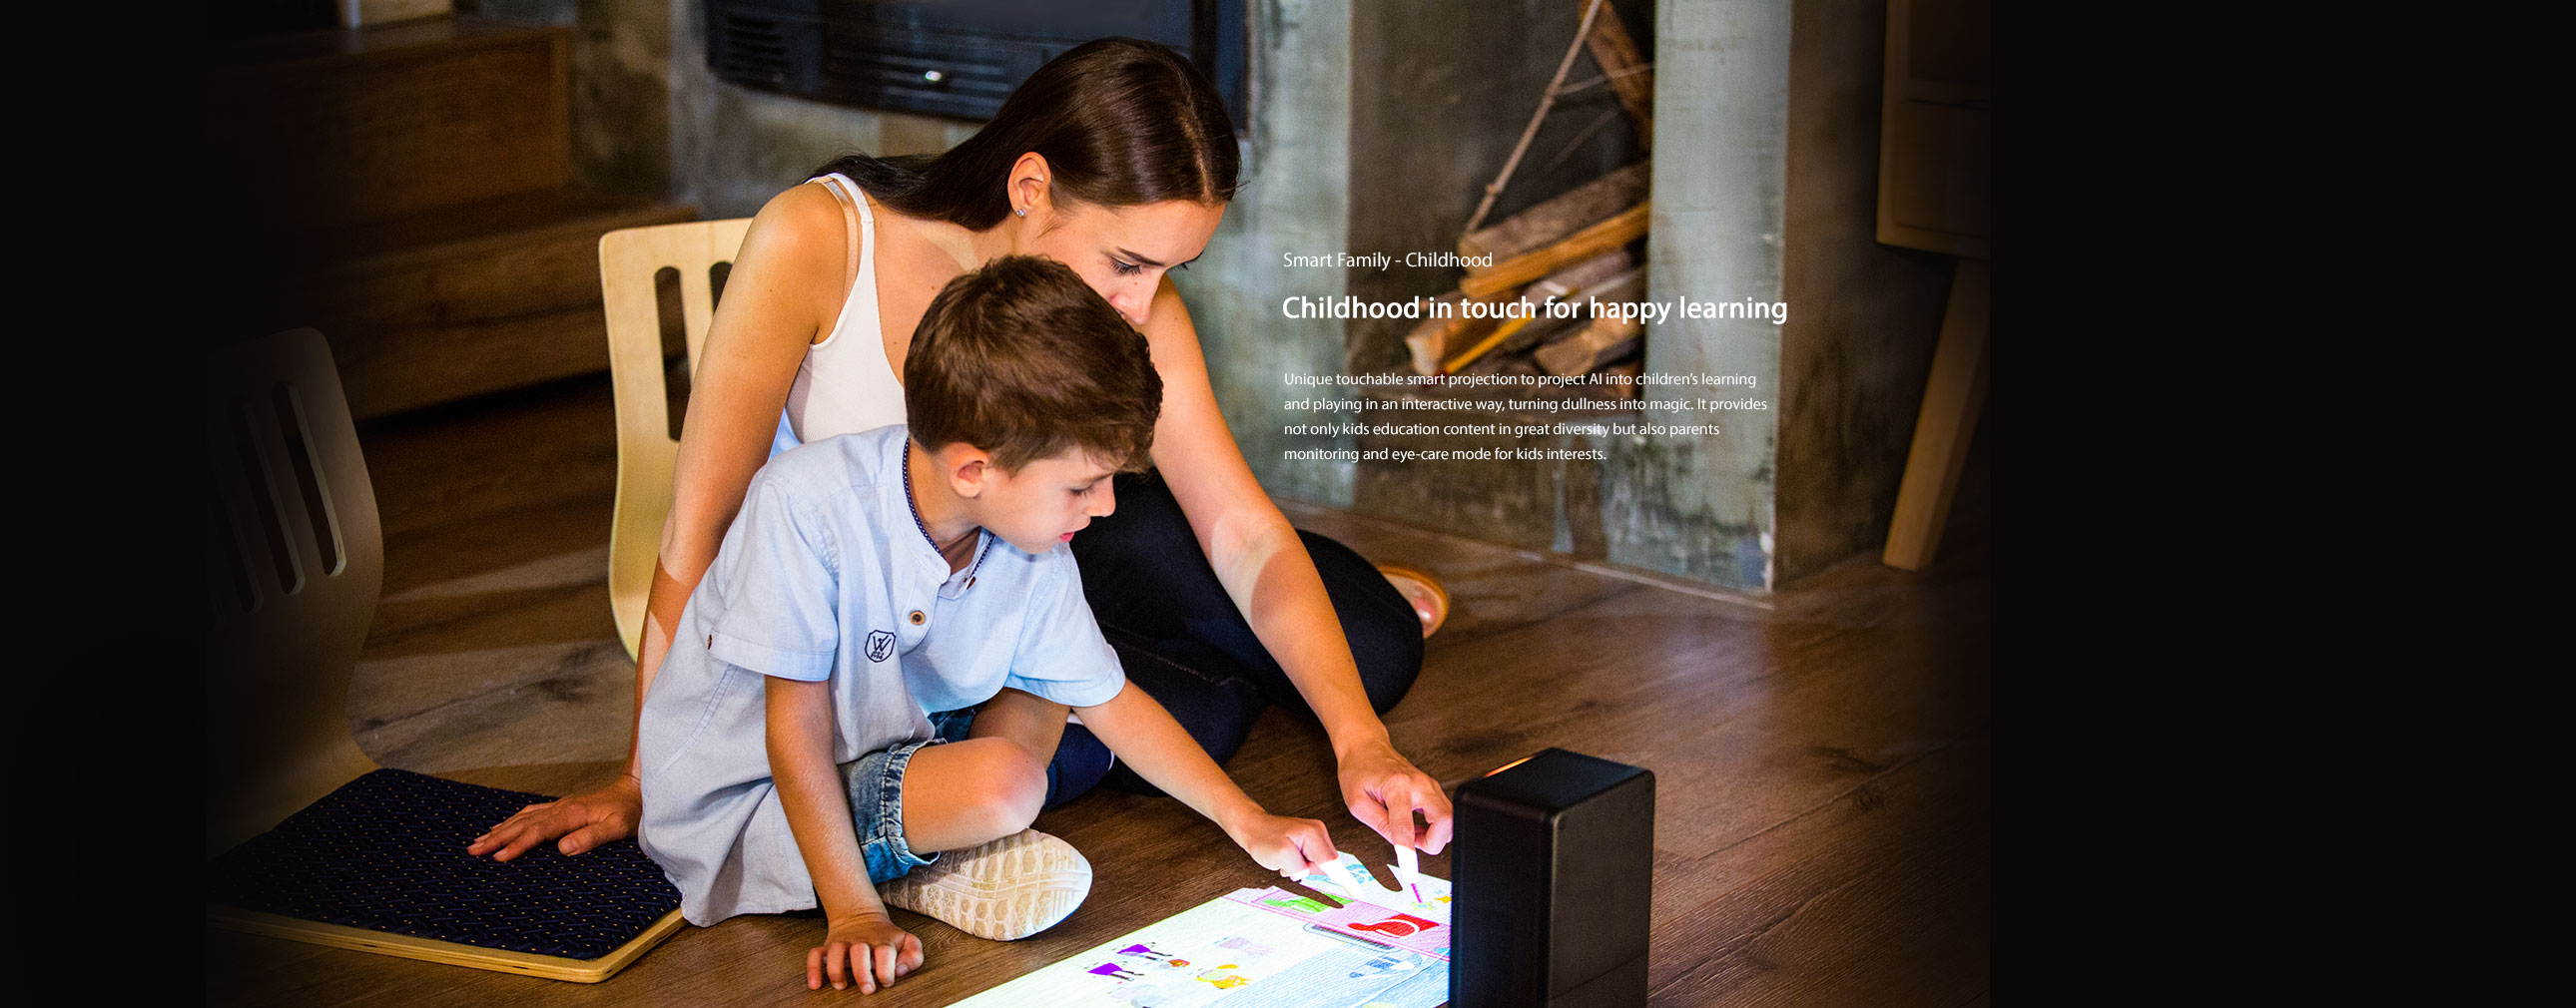 Smart Family - Childhood
Childhood in touch for happy learning
Unique touchable smart projection to project AI into children’s learning
and playing in an interactive way, turning dullness into magic. It provides
not only kids education content in great diversity but also parents
monitoring and eye-care mode for kids interests.
W